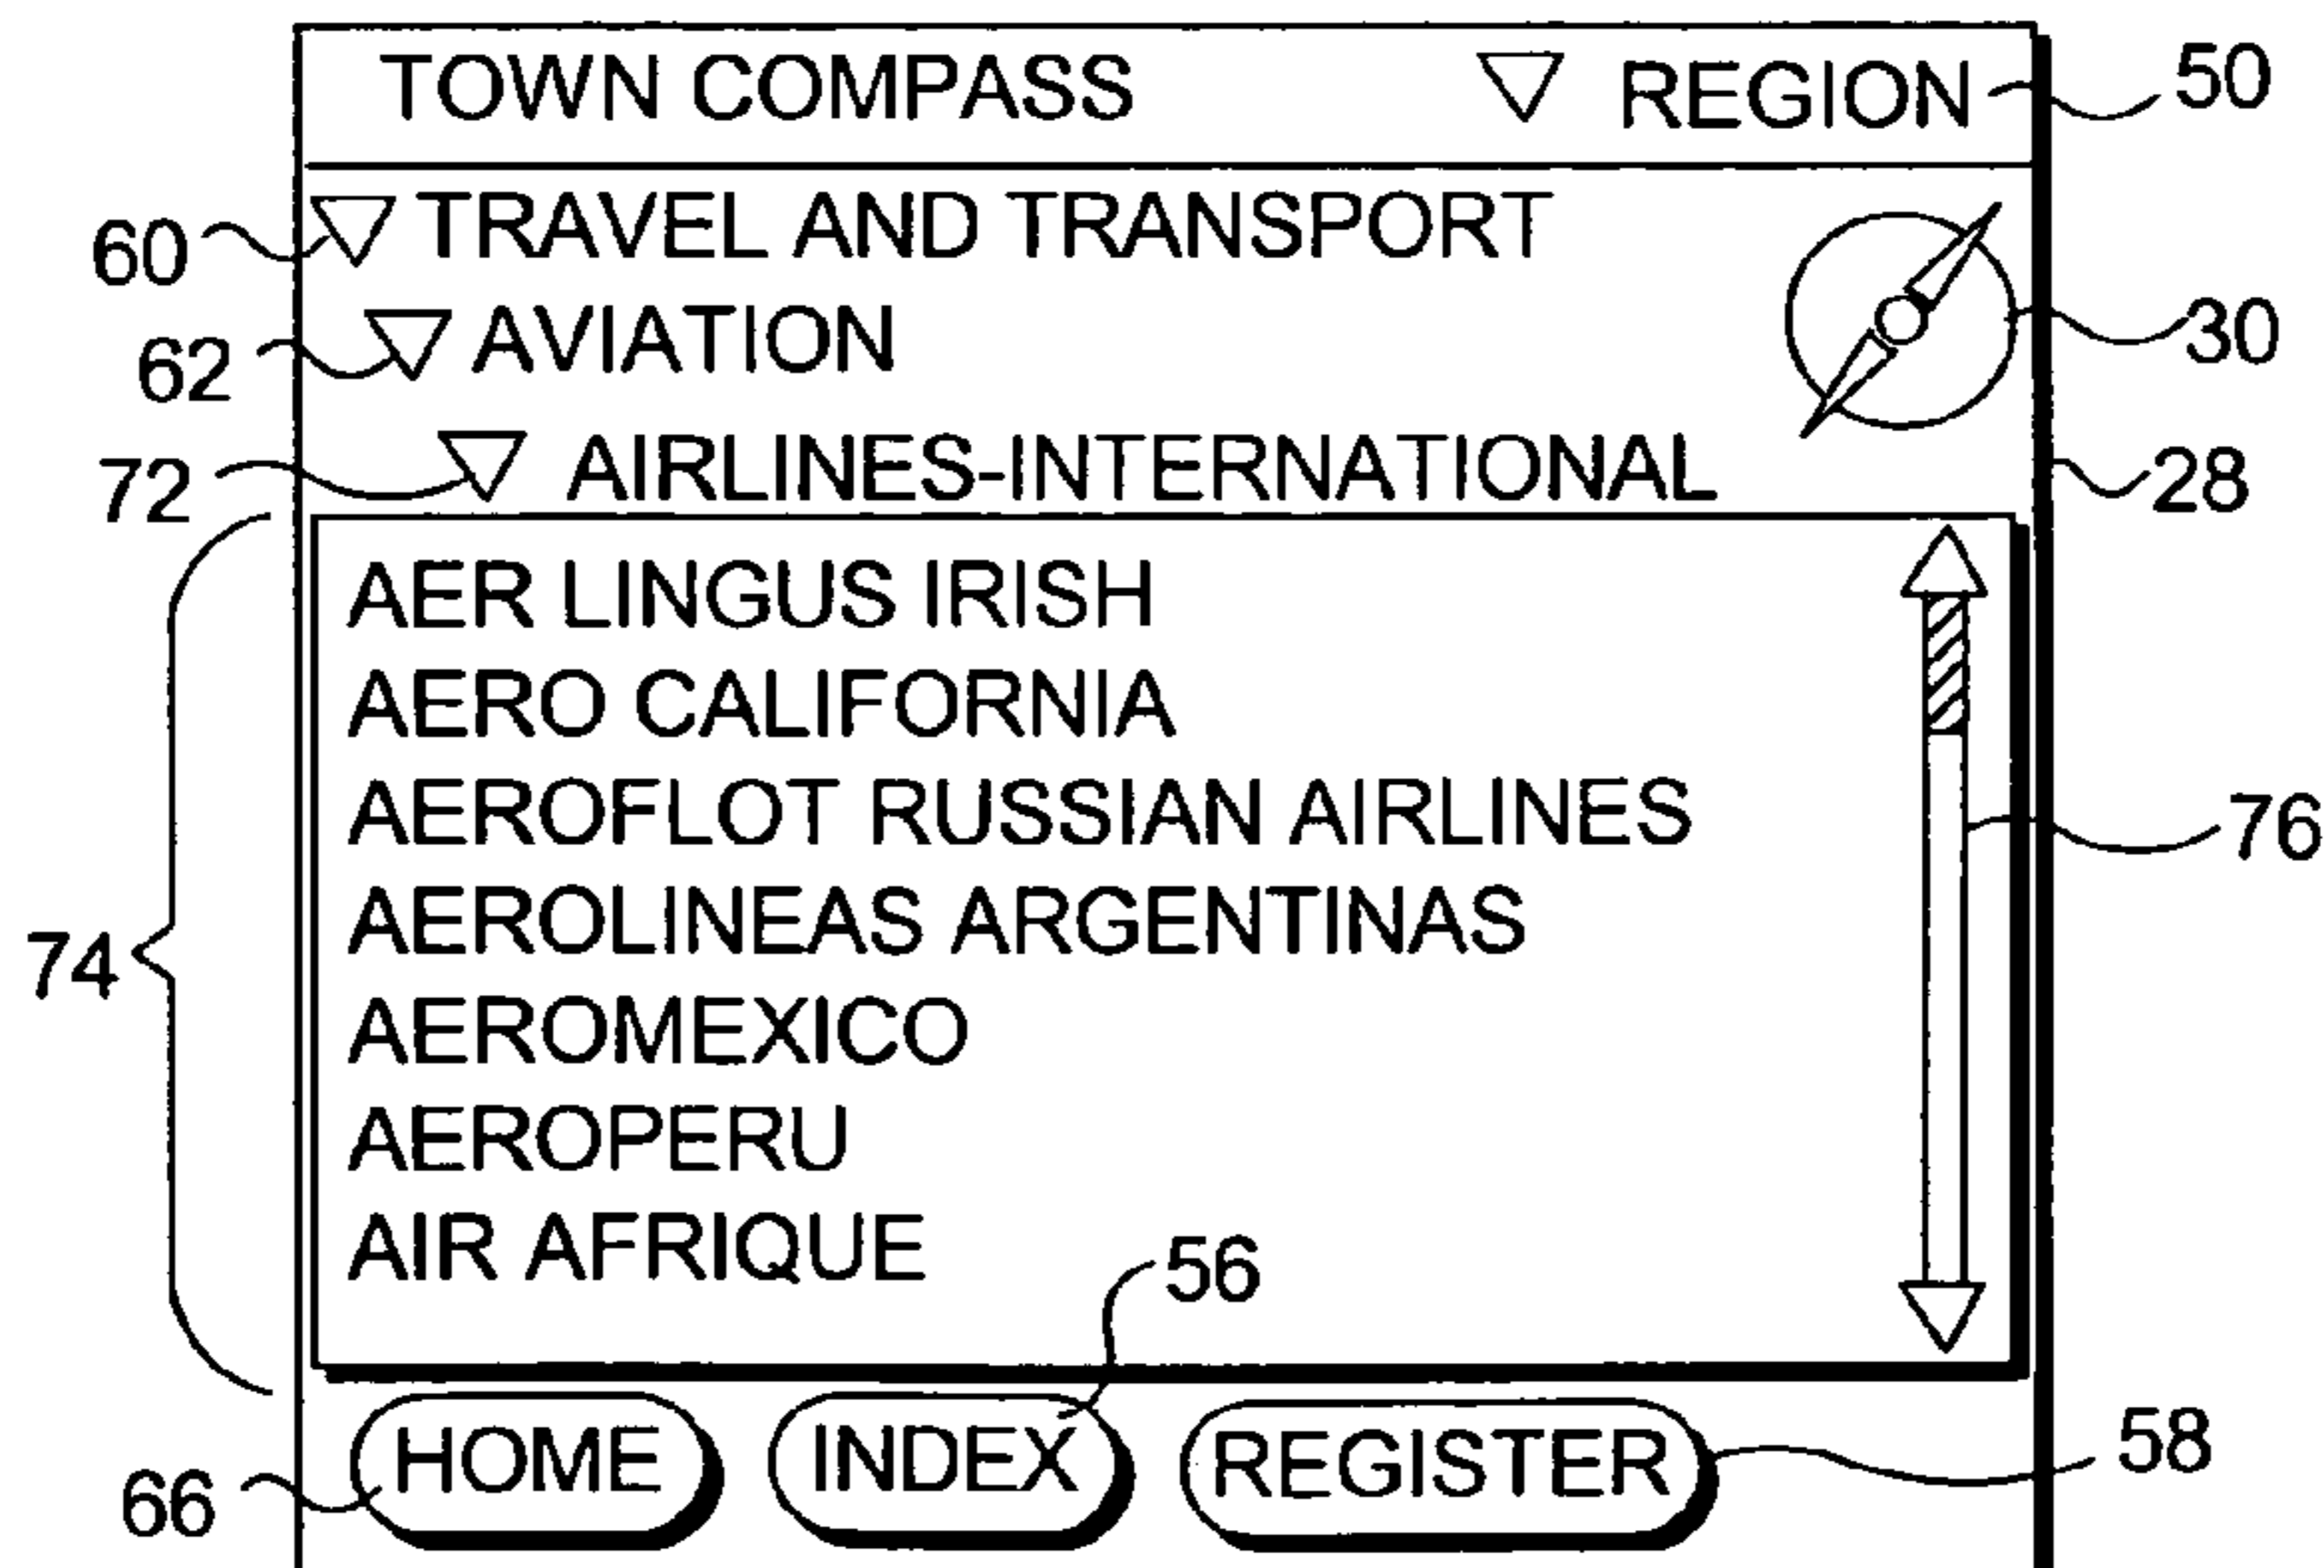 TOWN COMPASS REGION 50
60 TRAVEL AND TRANSPORT
62 AVIATION 30
72 AIRLINES-INTERNATIONAL 28
AER LINGUS IRISH
AERO CALIFORNIA
AEROFLOT RUSSIAN AIRLINES 76
74 AEROLINEAS ARGENTINAS
AEROMEXICO
AEROPERU
AIR AFRIQUE 56
66 HOME INDEX REGISTER 58